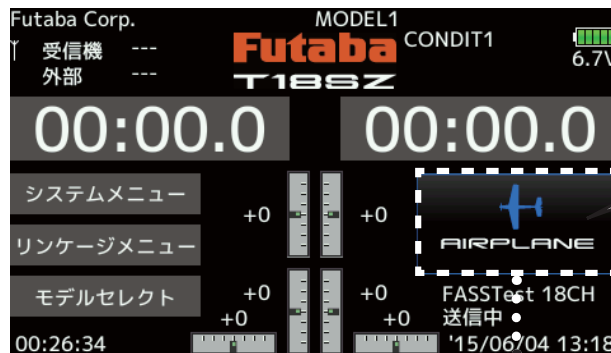 Futaba Corp.
MODEL1
受信機 ---
外部 ---
Futaba
T18SZ
CONDIT1
6.7V
00:00.0
00:00.0
システムメニュー
リンケージメニュー
モデルセレクト
+0
+0
AIRPLANE
+0
+0
+0
+0
FASSTest 18CH
送信中
00:26:34
'15/06/04 13:18